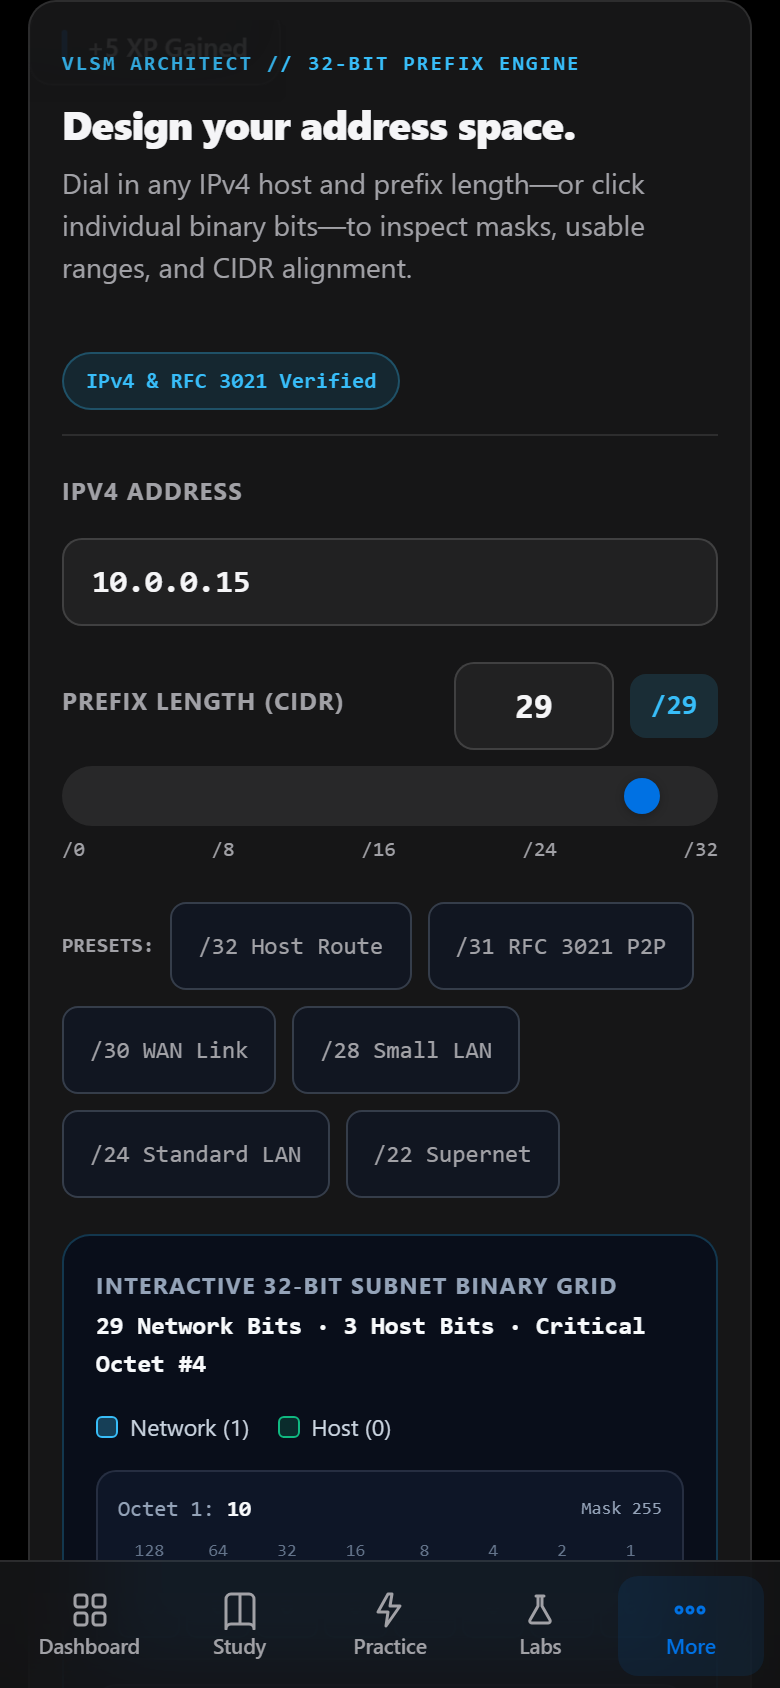 +5 XP Gained
VLSM ARCHITECT // 32-BIT PREFIX ENGINE
Design your address space.
Dial in any IPv4 host and prefix length—or click
individual binary bits—to inspect masks, usable
ranges, and CIDR alignment.
IPv4 & RFC 3021 Verified
IPV4 ADDRESS
10.0.0.15
PREFIX LENGTH (CIDR)
29
/29
/0 /8 /16 /24 /32
PRESETS: /32 Host Route /31 RFC 3021 P2P
/30 WAN Link /28 Small LAN
/24 Standard LAN /22 Supernet
INTERACTIVE 32-BIT SUBNET BINARY GRID
29 Network Bits · 3 Host Bits · Critical
Octet #4
Network (1) Host (0)
Octet 1: 10 Mask 255
128 64 32 16 8 4 2 1
Dashboard Study Practice Labs More